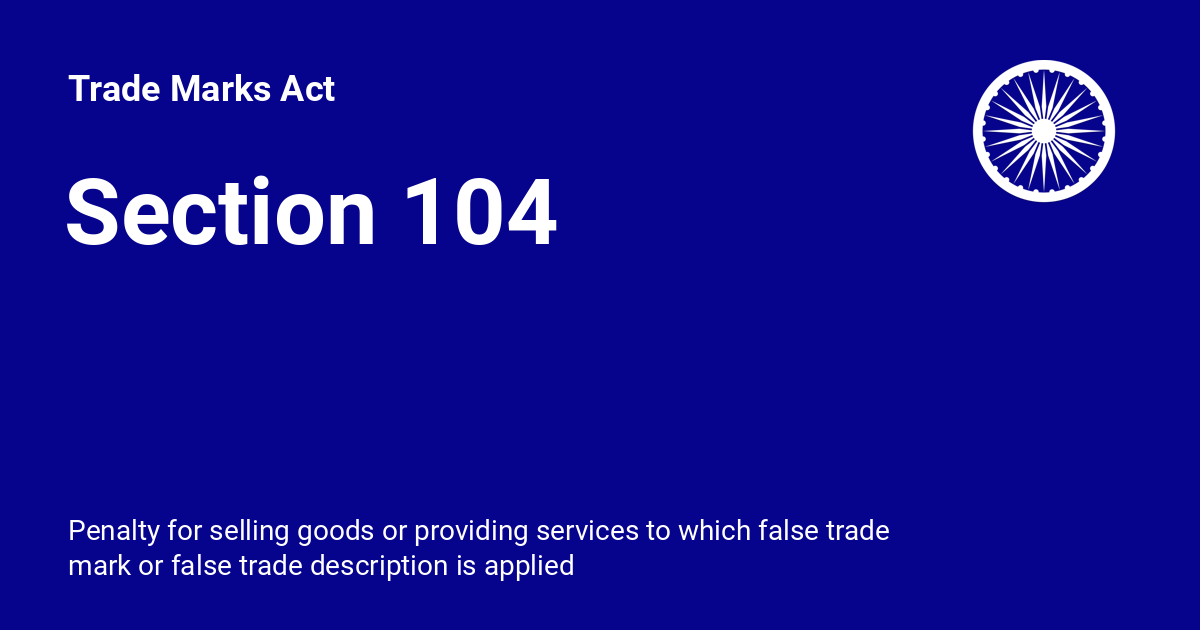 Trade Marks Act
Section 104
Penalty for selling goods or providing services to which false trade
mark or false trade description is applied